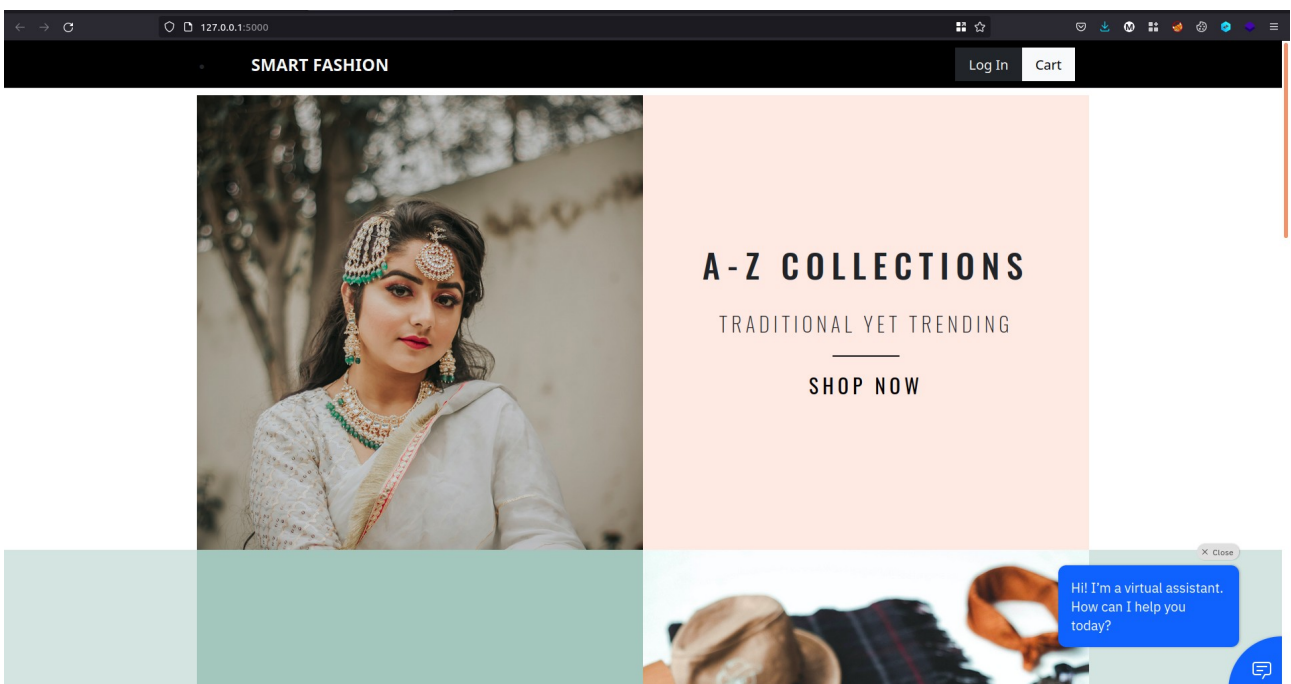 127.0.0.1:5000
SMART FASHION
Log In
Cart
A-Z COLLECTIONS
TRADITIONAL YET TRENDING
SHOP NOW
× Close
Hi! I'm a virtual assistant.
How can I help you
today?